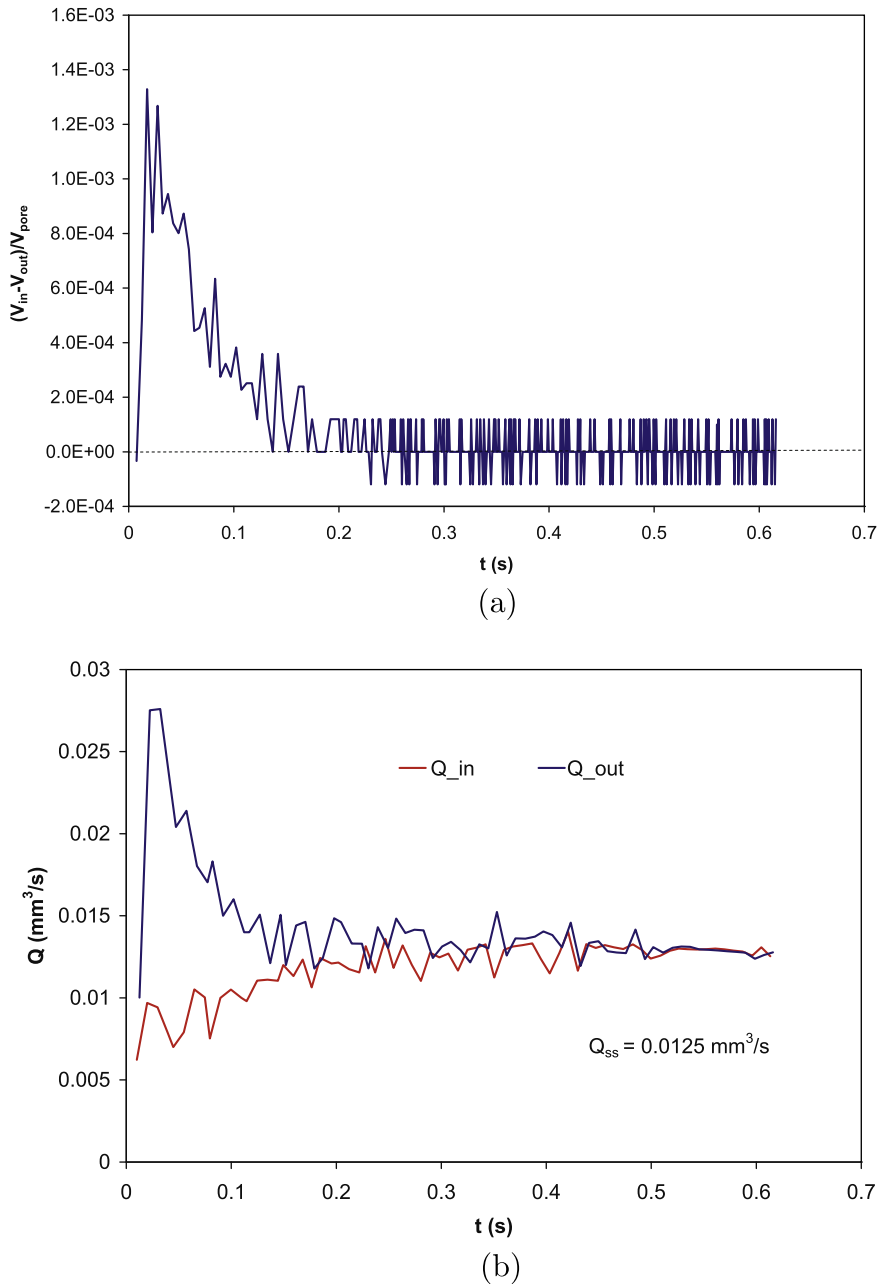 1.6E-03
1.4E-03
1.2E-03
1.0E-03
8.0E-04
6.0E-04
4.0E-04
2.0E-04
0.0E+00
-2.0E-04
(V_in-V_out)/V_pore
0 0.1 0.2 0.3 0.4 0.5 0.6 0.7
t (s)
(a)
0.03
0.025
0.02
0.015
0.01
0.005
0
Q (mm³/s)
Q_in Q_out
Q_ss = 0.0125 mm³/s
0 0.1 0.2 0.3 0.4 0.5 0.6 0.7
t (s)
(b)